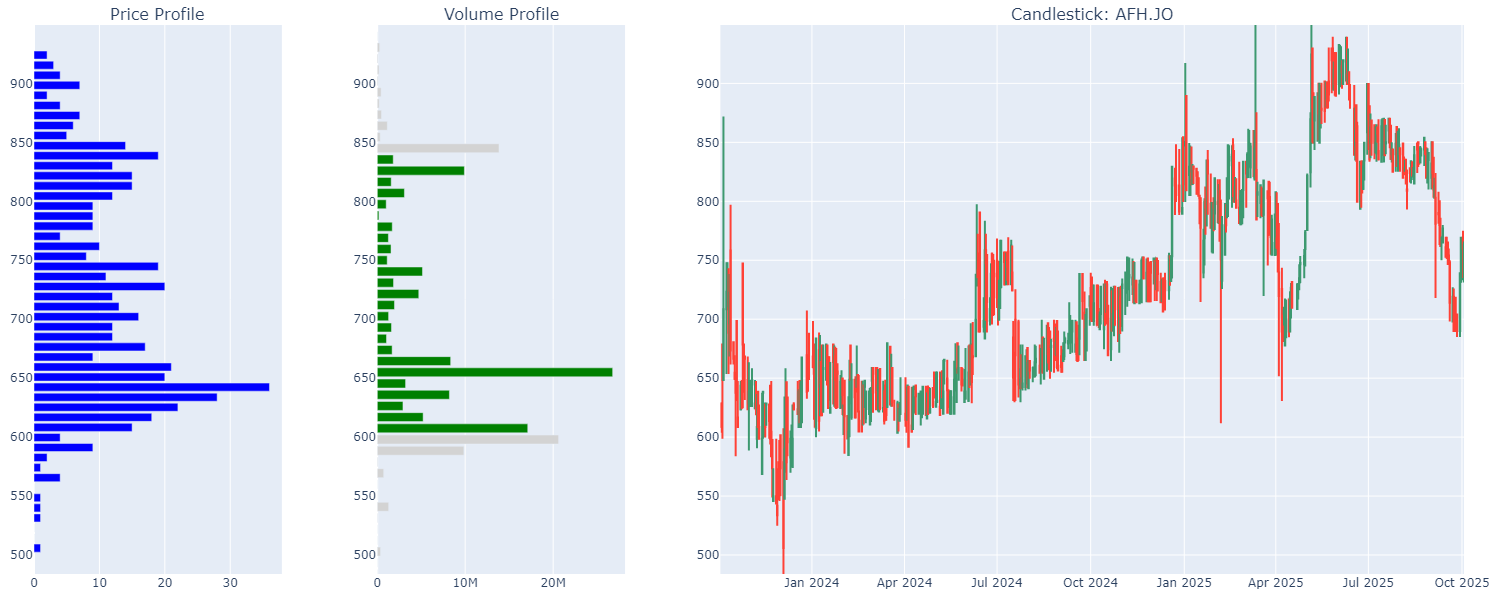 Price Profile
Volume Profile
Candlestick: AFH.JO
900
850
800
750
700
650
600
550
500
0
10
20
30
900
850
800
750
700
650
600
550
500
0
10M
20M
900
850
800
750
700
650
600
550
500
Jan 2024
Apr 2024
Jul 2024
Oct 2024
Jan 2025
Apr 2025
Jul 2025
Oct 2025